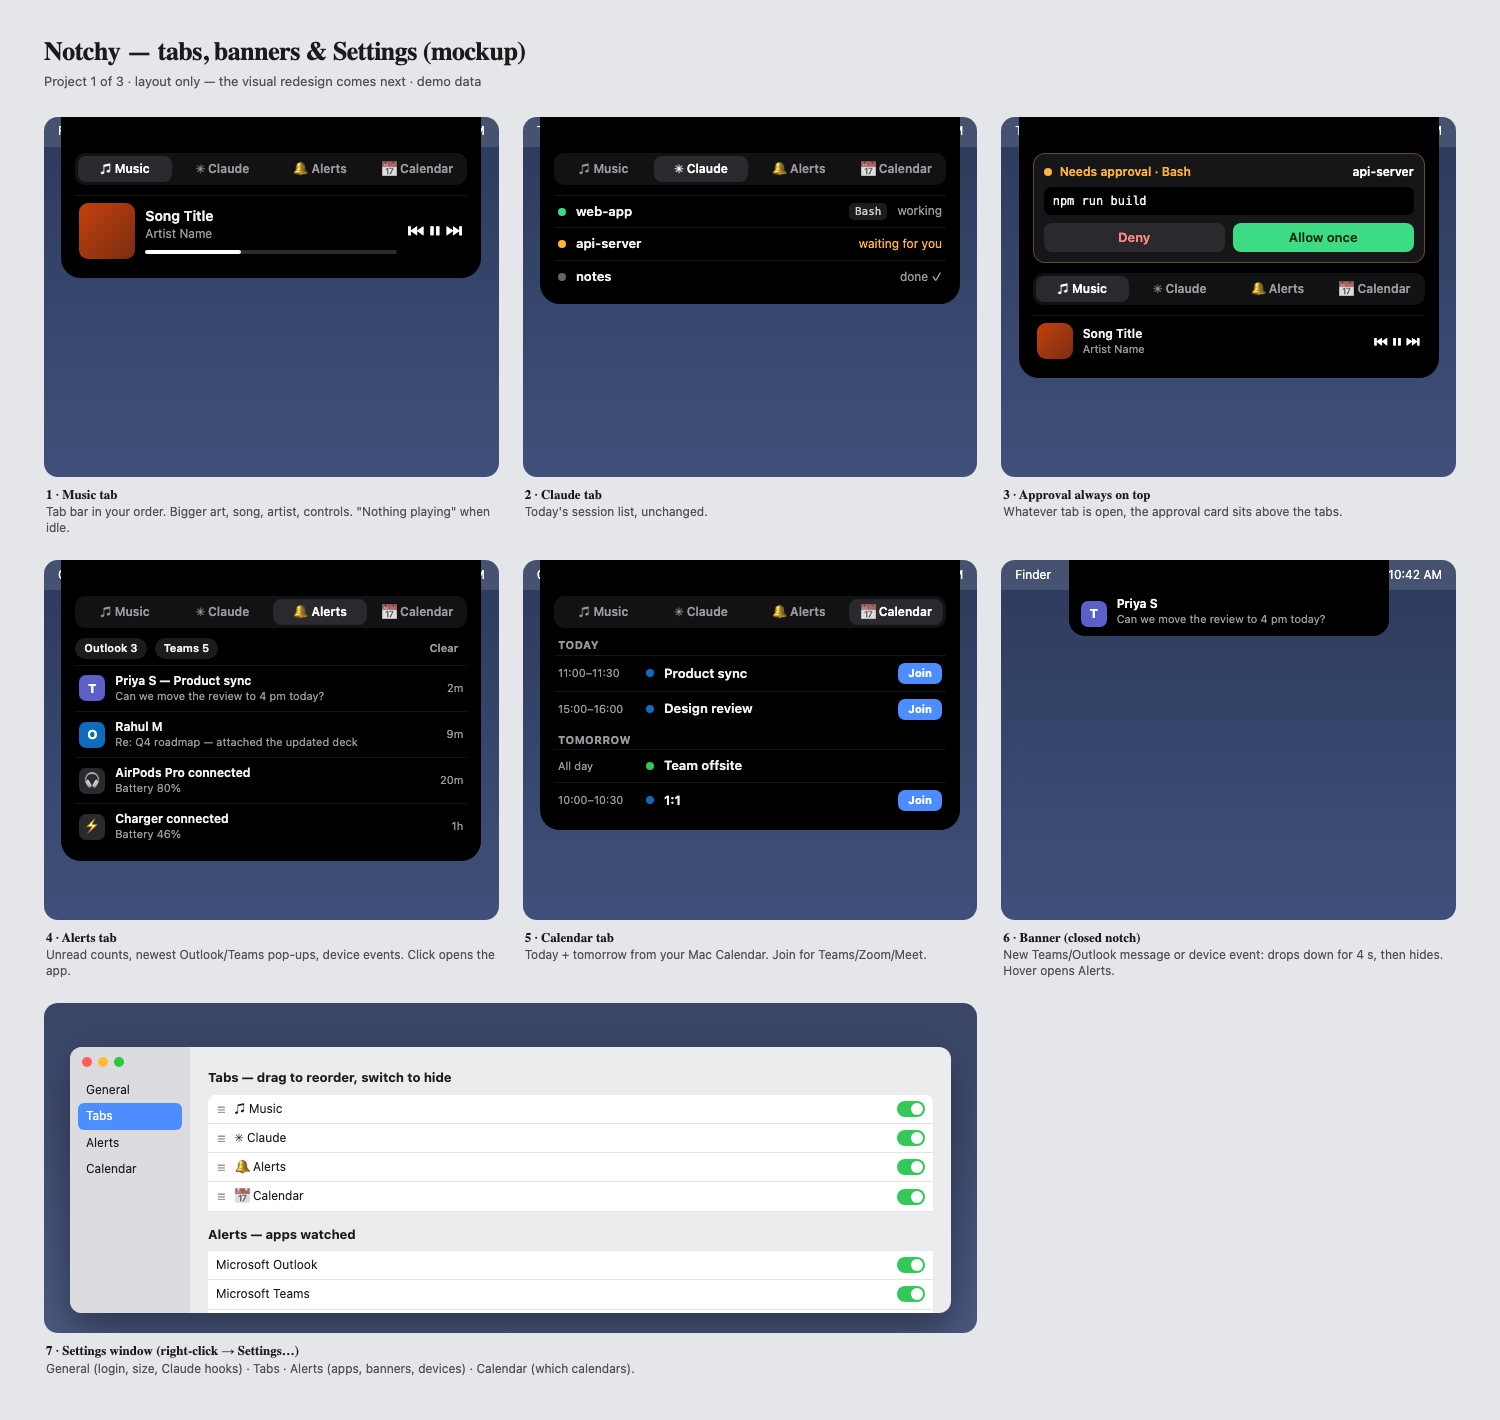 Notchy — tabs, banners & Settings (mockup)
Project 1 of 3 · layout only — the visual redesign comes next · demo data
Music Claude Alerts Calendar
Song Title
Artist Name
1 · Music tab
Tab bar in your order. Bigger art, song, artist, controls. "Nothing playing" when
idle.
Music Claude Alerts Calendar
web-app Bash working
api-server waiting for you
notes done ✓
2 · Claude tab
Today's session list, unchanged.
Needs approval · Bash api-server
npm run build
Deny Allow once
Music Claude Alerts Calendar
Song Title
Artist Name
3 · Approval always on top
Whatever tab is open, the approval card sits above the tabs.
Music Claude Alerts Calendar
Outlook 3 Teams 5 Clear
T Priya S — Product sync 2m
Can we move the review to 4 pm today?
O Rahul M 9m
Re: Q4 roadmap — attached the updated deck
AirPods Pro connected 20m
Battery 80%
Charger connected 1h
Battery 46%
4 · Alerts tab
Unread counts, newest Outlook/Teams pop-ups, device events. Click opens the
app.
Music Claude Alerts Calendar
TODAY
11:00–11:30 Product sync Join
15:00–16:00 Design review Join
TOMORROW
All day Team offsite
10:00–10:30 1:1 Join
5 · Calendar tab
Today + tomorrow from your Mac Calendar. Join for Teams/Zoom/Meet.
Finder 10:42 AM
T Priya S
Can we move the review to 4 pm today?
6 · Banner (closed notch)
New Teams/Outlook message or device event: drops down for 4 s, then hides.
Hover opens Alerts.
General
Tabs
Alerts
Calendar
Tabs — drag to reorder, switch to hide
Music
Claude
Alerts
Calendar
Alerts — apps watched
Microsoft Outlook
Microsoft Teams
7 · Settings window (right-click → Settings…)
General (login, size, Claude hooks) · Tabs · Alerts (apps, banners, devices) · Calendar (which calendars).